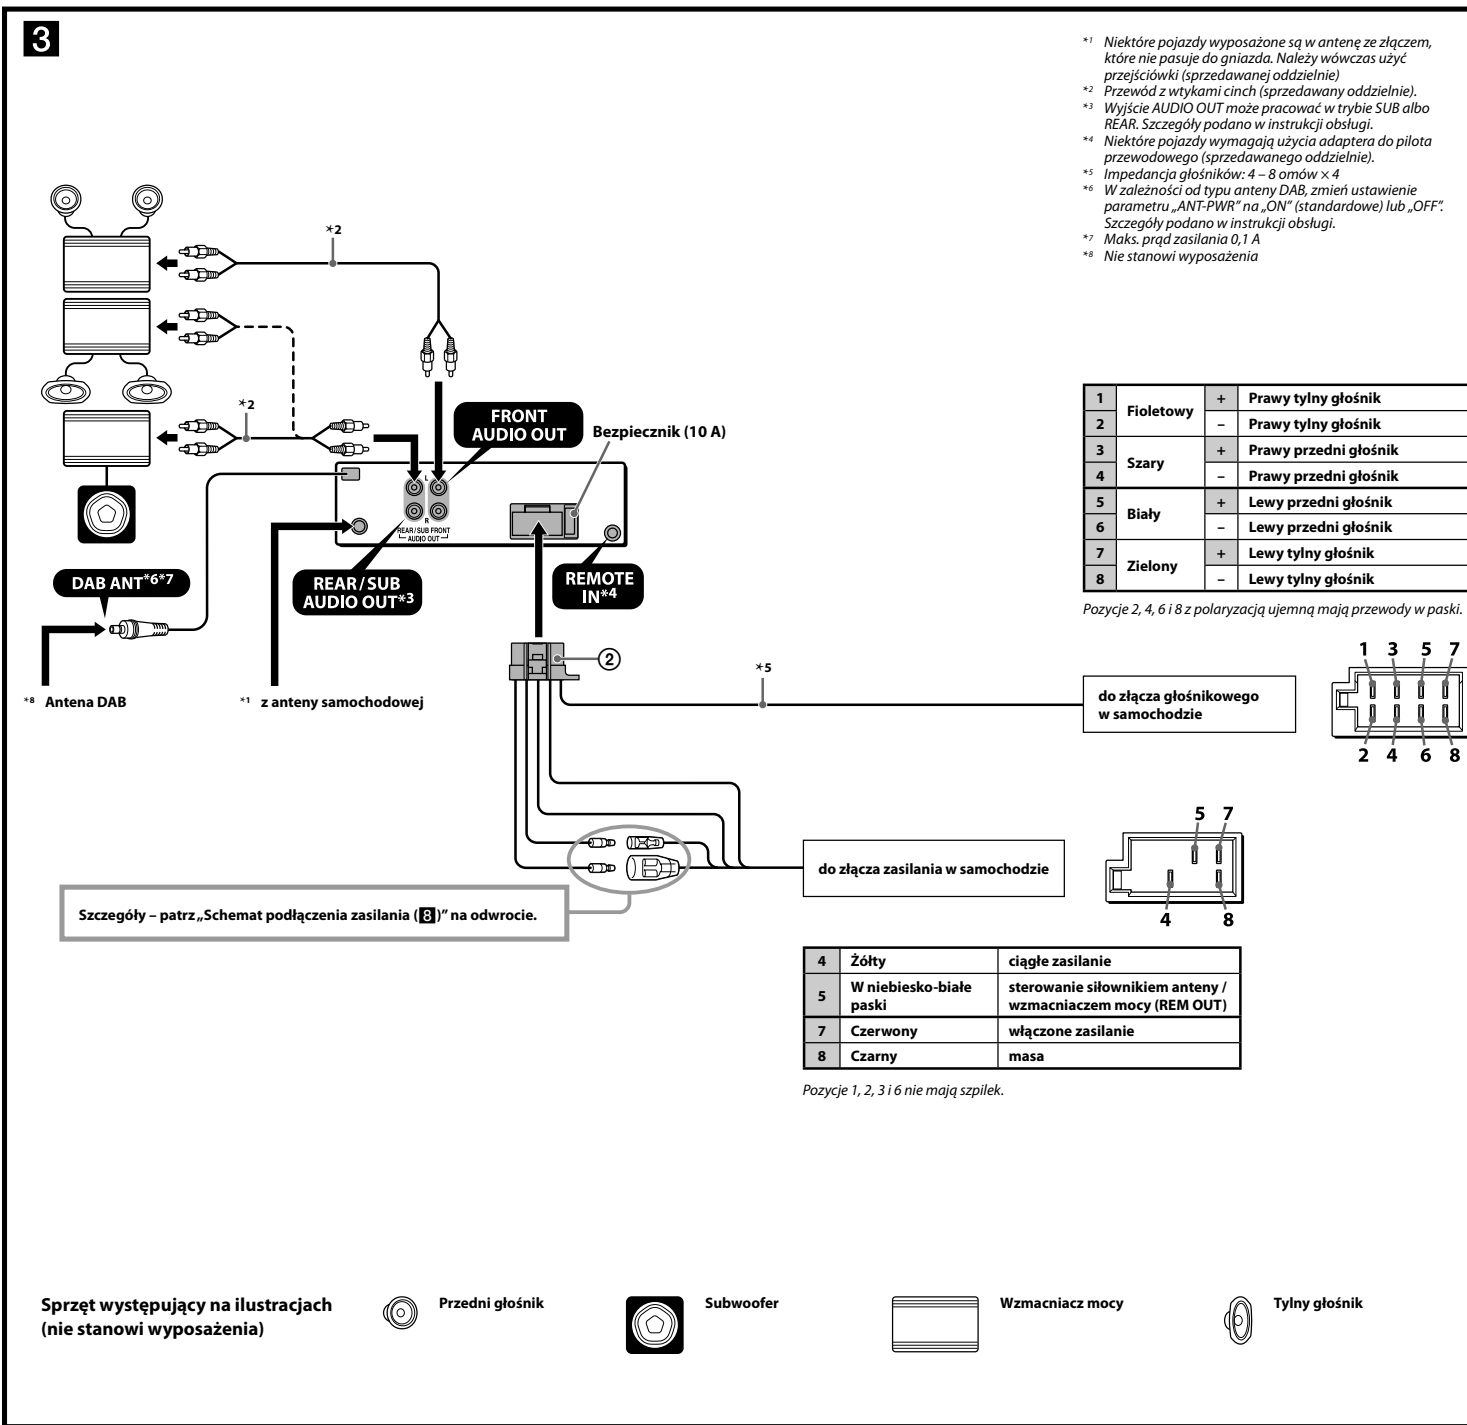 3
*1 Niektóre pojazdy wyposażone są w antenę ze złączem,
które nie pasuje do gniazda. Należy wówczas użyć
przejściówki (sprzedawanej oddzielnie)
*2 Przewód z wtykami cinch (sprzedawany oddzielnie).
*3 Wyjście AUDIO OUT może pracować w trybie SUB albo
REAR. Szczegóły podano w instrukcji obsługi.
*4 Niektóre pojazdy wymagają użycia adaptera do pilota
przewodowego (sprzedawanego oddzielnie).
*5 Impedancja głośników: 4 – 8 omów × 4
*6 W zależności od typu anteny DAB, zmień ustawienie
parametru „ANT-PWR” na „ON” (standardowe) lub „OFF”.
Szczegóły podano w instrukcji obsługi.
*7 Maks. prąd zasilania 0,1 A
*8 Nie stanowi wyposażenia
*2
*2
FRONT
AUDIO OUT
Bezpiecznik (10 A)
L
R
REAR/SUB FRONT
AUDIO OUT
DAB ANT*6*7
REAR/SUB
AUDIO OUT*3
REMOTE
IN*4
*8 Antena DAB
*1 z anteny samochodowej
2
*5
1 Fioletowy + Prawy tylny głośnik
2 – Prawy tylny głośnik
3 Szary + Prawy przedni głośnik
4 – Prawy przedni głośnik
5 Biały + Lewy przedni głośnik
6 – Lewy przedni głośnik
7 Zielony + Lewy tylny głośnik
8 – Lewy tylny głośnik
Pozycje 2, 4, 6 i 8 z polaryzacją ujemną mają przewody w paski.
do złącza głośnikowego
w samochodzie
1 3 5 7
2 4 6 8
do złącza zasilania w samochodzie
5 7
4 8
Szczegóły – patrz „Schemat podłączenia zasilania (8)” na odwrocie.
4 Żółty ciągłe zasilanie
5 W niebiesko-białe paski sterowanie siłownikiem anteny / wzmacniaczem mocy (REM OUT)
7 Czerwony włączone zasilanie
8 Czarny masa
Pozycje 1, 2, 3 i 6 nie mają szpilek.
Sprzęt występujący na ilustracjach
(nie stanowi wyposażenia)
Przedni głośnik
Subwoofer
Wzmacniacz mocy
Tylny głośnik